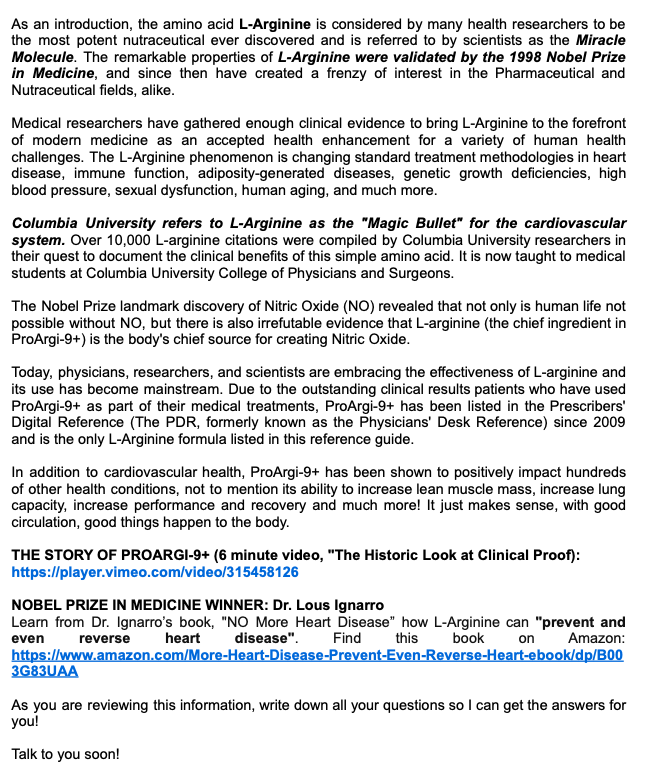 As an introduction, the amino acid L-Arginine is considered by many health researchers to be
the most potent nutraceutical ever discovered and is referred to by scientists as the Miracle
Molecule. The remarkable properties of L-Arginine were validated by the 1998 Nobel Prize
in Medicine, and since then have created a frenzy of interest in the Pharmaceutical and
Nutraceutical fields, alike.
Medical researchers have gathered enough clinical evidence to bring L-Arginine to the forefront
of modern medicine as an accepted health enhancement for a variety of human health
challenges. The L-Arginine phenomenon is changing standard treatment methodologies in heart
disease, immune function, adiposity-generated diseases, genetic growth deficiencies, high
blood pressure, sexual dysfunction, human aging, and much more.
Columbia University refers to L-Arginine as the "Magic Bullet" for the cardiovascular
system. Over 10,000 L-arginine citations were compiled by Columbia University researchers in
their quest to document the clinical benefits of this simple amino acid. It is now taught to medical
students at Columbia University College of Physicians and Surgeons.
The Nobel Prize landmark discovery of Nitric Oxide (NO) revealed that not only is human life not
possible without NO, but there is also irrefutable evidence that L-arginine (the chief ingredient in
ProArgi-9+) is the body's chief source for creating Nitric Oxide.
Today, physicians, researchers, and scientists are embracing the effectiveness of L-arginine and
its use has become mainstream. Due to the outstanding clinical results patients who have used
ProArgi-9+ as part of their medical treatments, ProArgi-9+ has been listed in the Prescribers'
Digital Reference (The PDR, formerly known as the Physicians' Desk Reference) since 2009
and is the only L-Arginine formula listed in this reference guide.
In addition to cardiovascular health, ProArgi-9+ has been shown to positively impact hundreds
of other health conditions, not to mention its ability to increase lean muscle mass, increase lung
capacity, increase performance and recovery and much more! It just makes sense, with good
circulation, good things happen to the body.
THE STORY OF PROARGI-9+ (6 minute video, "The Historic Look at Clinical Proof):
https://player.vimeo.com/video/315458126
NOBEL PRIZE IN MEDICINE WINNER: Dr. Lous Ignarro
Learn from Dr. Ignarro's book, "NO More Heart Disease" how L-Arginine can "prevent and
even reverse heart disease". Find this book on Amazon:
https://www.amazon.com/More-Heart-Disease-Prevent-Even-Reverse-Heart-ebook/dp/B00
3G83UAA
As you are reviewing this information, write down all your questions so I can get the answers for
you!
Talk to you soon!